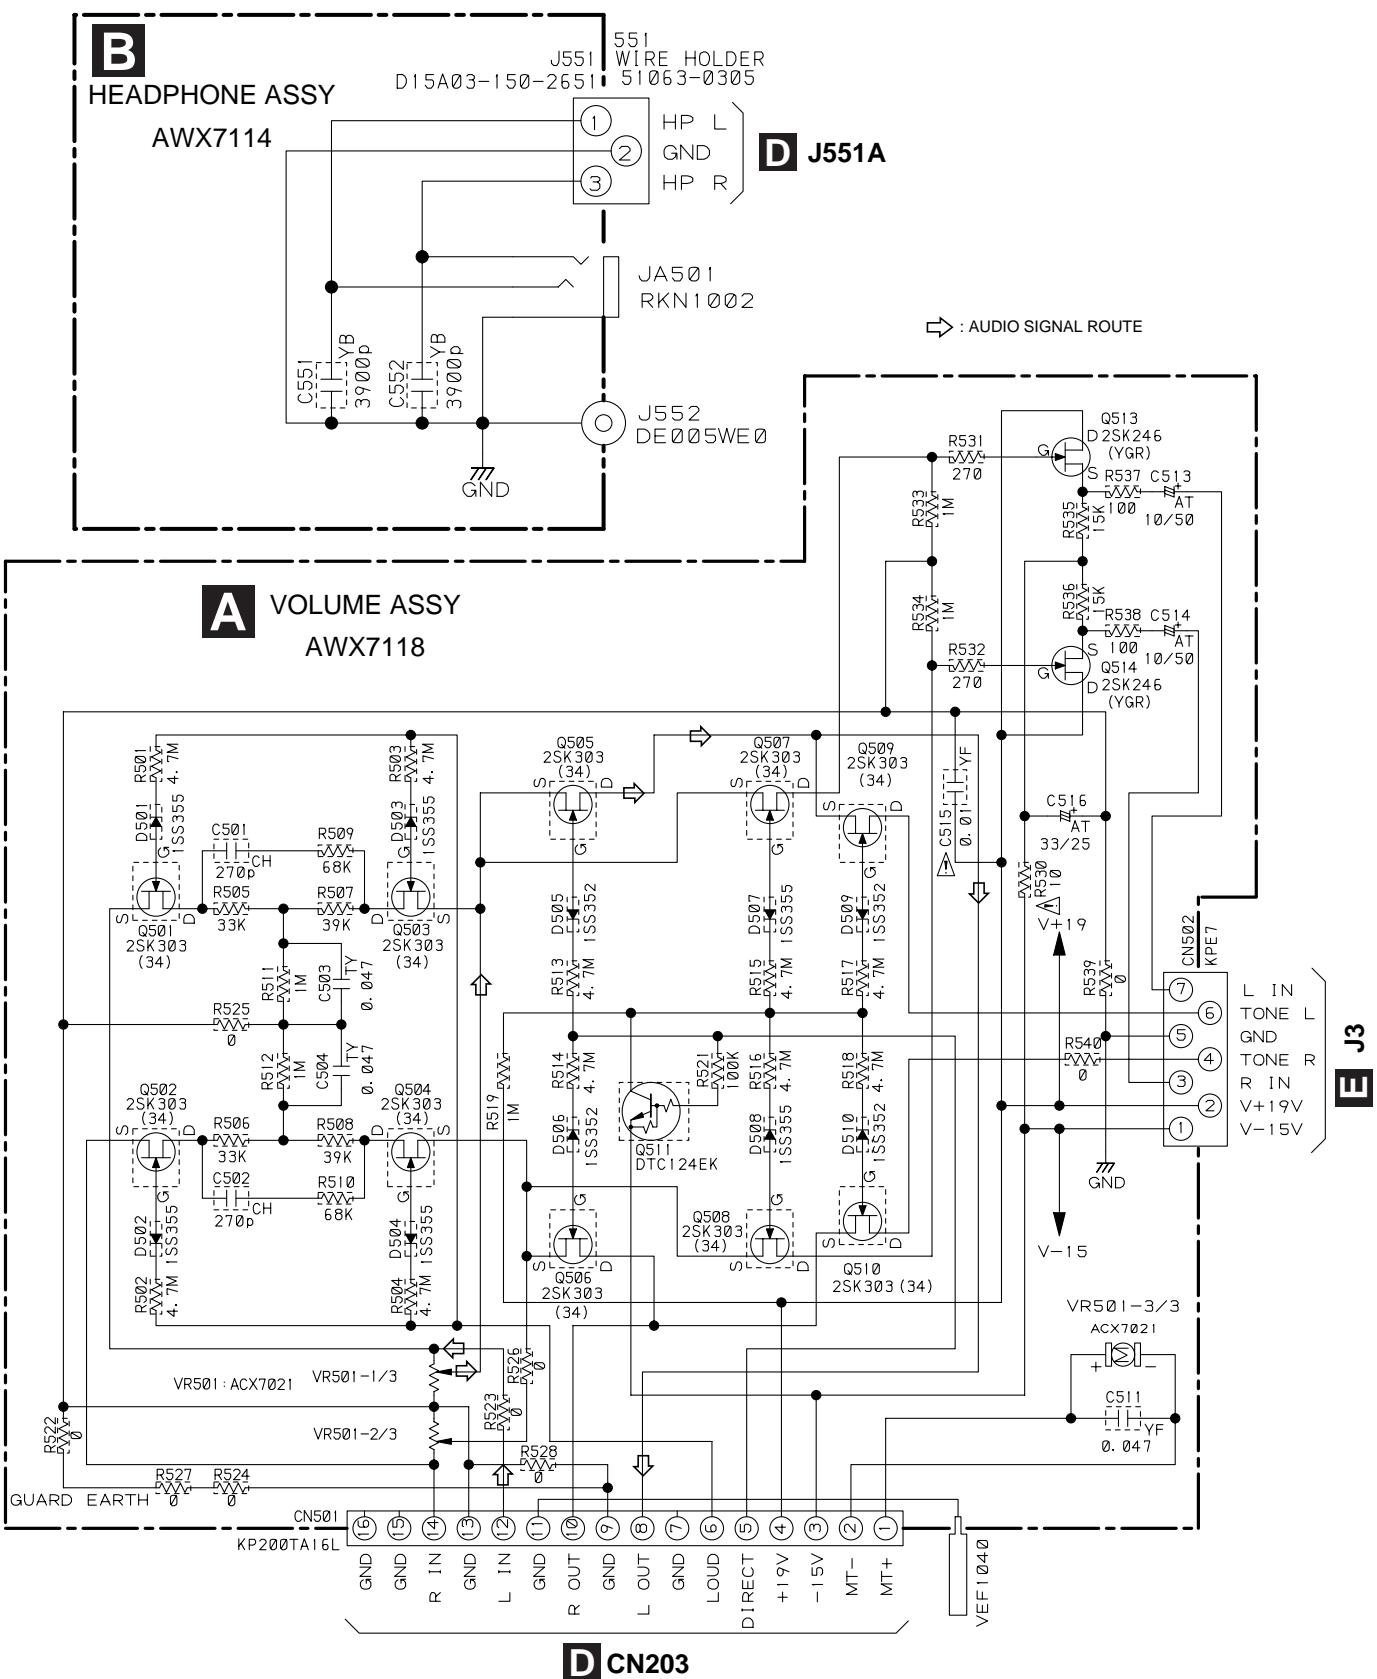 B
HEADPHONE ASSY
AWX7114
551
J551 WIRE HOLDER
D15A03-150-2651 51063-0305
1 HP L
2 GND
3 HP R
D J551A
JA501
RKN1002
C551
YB
3900p
C552
YB
3900p
J552
DE005WE0
GND
: AUDIO SIGNAL ROUTE
A
VOLUME ASSY
AWX7118
Q513
D 2SK246
(YGR)
G
S
R531
270
R533
1M
R537
100
C513
+
AT
10/50
R535
15K
R536
15K
R534
1M
R538
100
C514
+
AT
10/50
R532
270
S
G
Q514
D 2SK246
(YGR)
R501
4.7M
D501
1SS355
G
R503
4.7M
D503
1SS355
G
C501
CH
270p
R509
68K
R505
33K
R507
39K
S
D
Q501
2SK303
(34)
D
S
Q503
2SK303
(34)
Q505
2SK303
(34)
S
D
G
Q507
2SK303
(34)
S
D
G
Q509
2SK303
(34)
S
D
G
C515
YF
0.01
C516
+
AT
33/25
R530
10
V+19
D505
1SS352
D507
1SS355
D509
1SS352
R513
4.7M
R515
4.7M
R517
4.7M
R511
1M
C503
TY
0.047
R525
0
R512
1M
C504
TY
0.047
Q502
2SK303
(34)
S
D
G
R506
33K
R508
39K
C502
CH
270p
R510
68K
Q504
2SK303
(34)
D
S
G
D502
1SS355
R502
4.7M
D504
1SS355
R504
4.7M
R519
1M
R514
4.7M
D506
1SS352
R521
100K
Q511
DTC124EK
R516
4.7M
D508
1SS355
R518
4.7M
D510
1SS352
G
S
D
Q506
2SK303
(34)
Q508
2SK303
(34)
G
S
D
G
S
D
Q510
2SK303 (34)
R539
0
R540
0
CN502
KPE7
7 L IN
6 TONE L
5 GND
4 TONE R
3 R IN
2 V+19V
1 V-15V
E J3
GND
V-15
VR501-3/3
ACX7021
+ M -
C511
YF
0.047
VR501:ACX7021
VR501-1/3
VR501-2/3
R526
0
R523
0
R522
0
R528
0
R527
0
R524
0
GUARD EARTH
CN501
KP200TA16L
16 15 14 13 12 11 10 9 8 7 6 5 4 3 2 1
GND GND R IN GND L IN GND R OUT GND L OUT GND LOUD DIRECT +19V -15V MT- MT+
VEF1040
D CN203